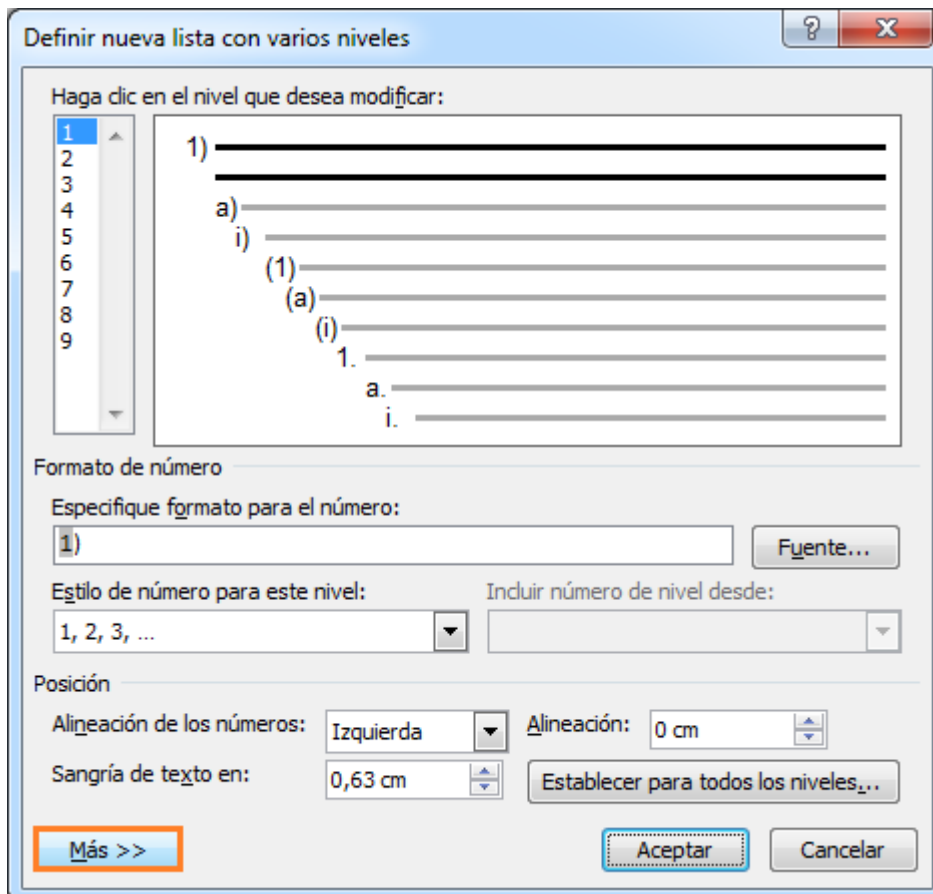 Definir nueva lista con varios niveles
Haga clic en el nivel que desea modificar:
1
2
3
4
5
6
7
8
9
1)
a)
i)
(1)
(a)
(i)
1.
a.
i.
Formato de número
Especifique formato para el número:
1)
Fuente...
Estilo de número para este nivel:
Incluir número de nivel desde:
1, 2, 3, ...
Posición
Alineación de los números:
Izquierda
Alineación:
0 cm
Sangría de texto en:
0,63 cm
Establecer para todos los niveles...
Más >>
Aceptar
Cancelar